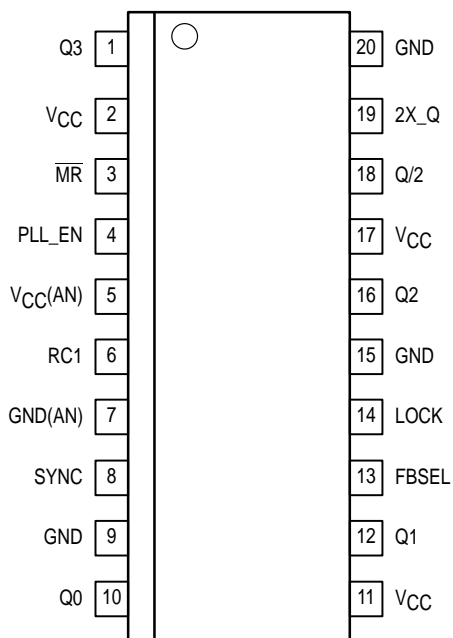 Q3 1 20 GND
VCC 2 19 2X_Q
M̅R̅ 3 18 Q/2
PLL_EN 4 17 VCC
VCC(AN) 5 16 Q2
RC1 6 15 GND
GND(AN) 7 14 LOCK
SYNC 8 13 FBSEL
GND 9 12 Q1
Q0 10 11 VCC